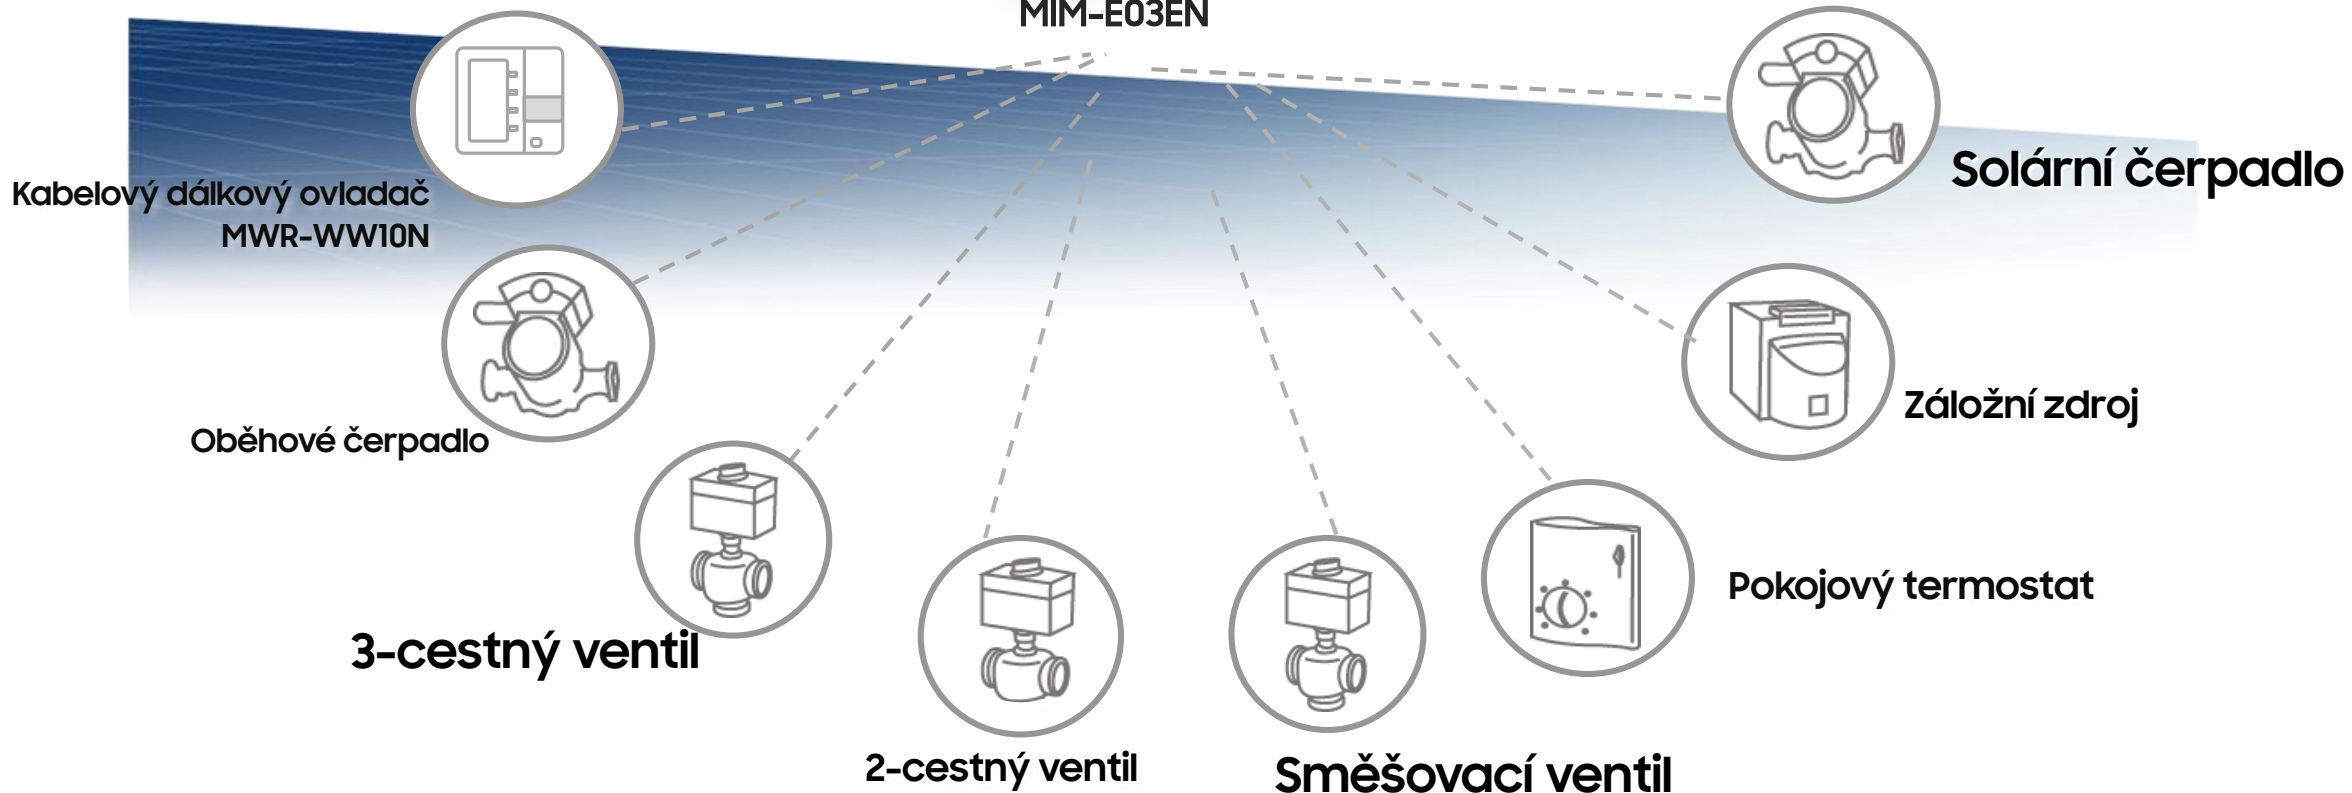 MIM-E03EN
Kabelový dálkový ovladač
MWR-WW10N
Solární čerpadlo
Oběhové čerpadlo
Záložní zdroj
3-cestný ventil
Pokojový termostat
2-cestný ventil
Směšovací ventil